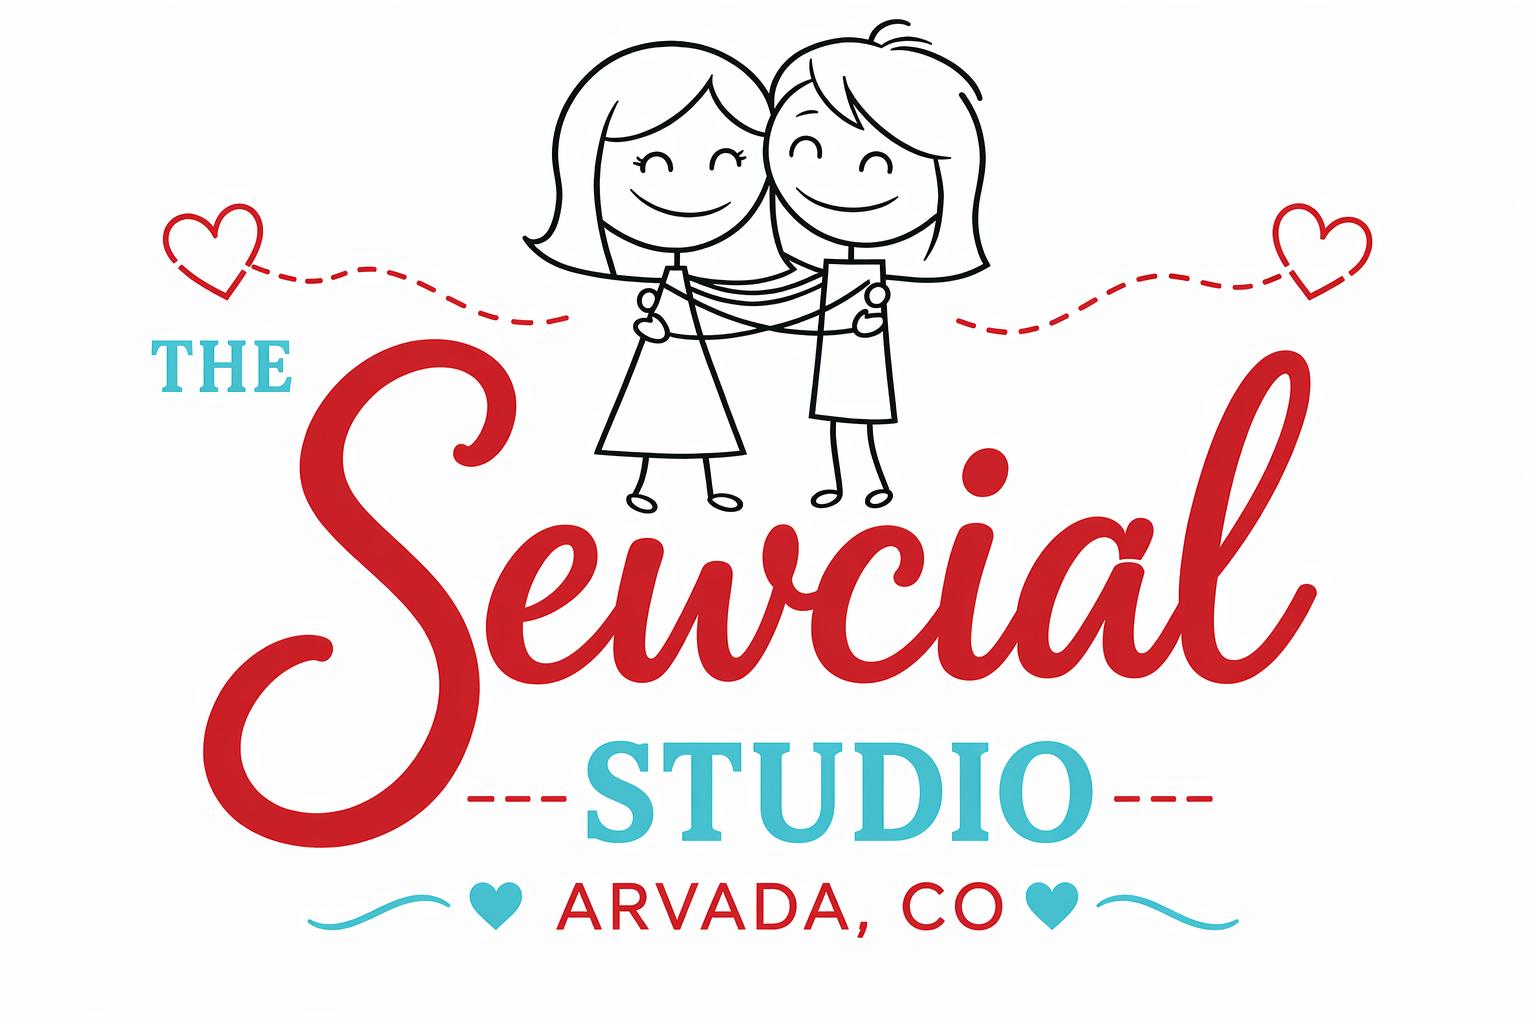 THE
Sewcial
STUDIO
ARVADA, CO